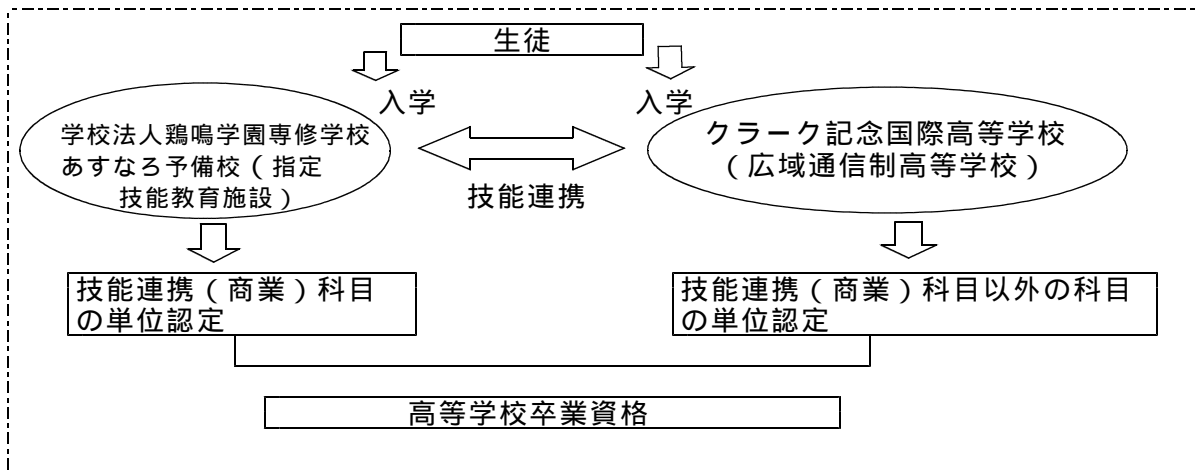 生徒
入学
入学
学校法人鶏鳴学園専修学校
あすなろ予備校（指定
技能教育施設）
技能連携
クラーク記念国際高等学校
（広域通信制高等学校）
技能連携（商業）科目
の単位認定
技能連携（商業）科目以外の科目
の単位認定
高等学校卒業資格